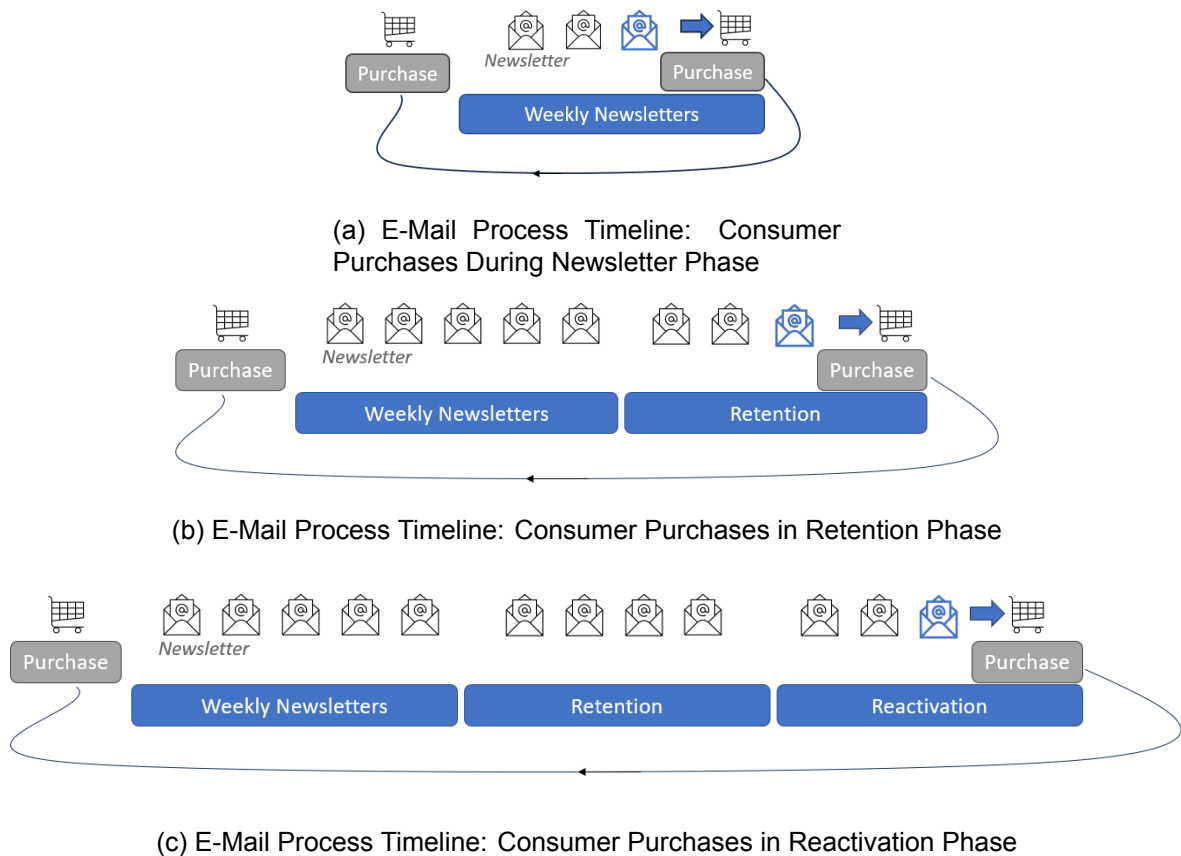 @ @ @
Newsletter
Purchase Purchase
Weekly Newsletters
(a) E-Mail Process Timeline: Consumer
Purchases During Newsletter Phase
@ @ @ @ @ @ @ @
Newsletter
Purchase Purchase
Weekly Newsletters Retention
(b) E-Mail Process Timeline: Consumer Purchases in Retention Phase
@ @ @ @ @ @ @ @ @ @ @ @
Newsletter
Purchase Purchase
Weekly Newsletters Retention Reactivation
(c) E-Mail Process Timeline: Consumer Purchases in Reactivation Phase